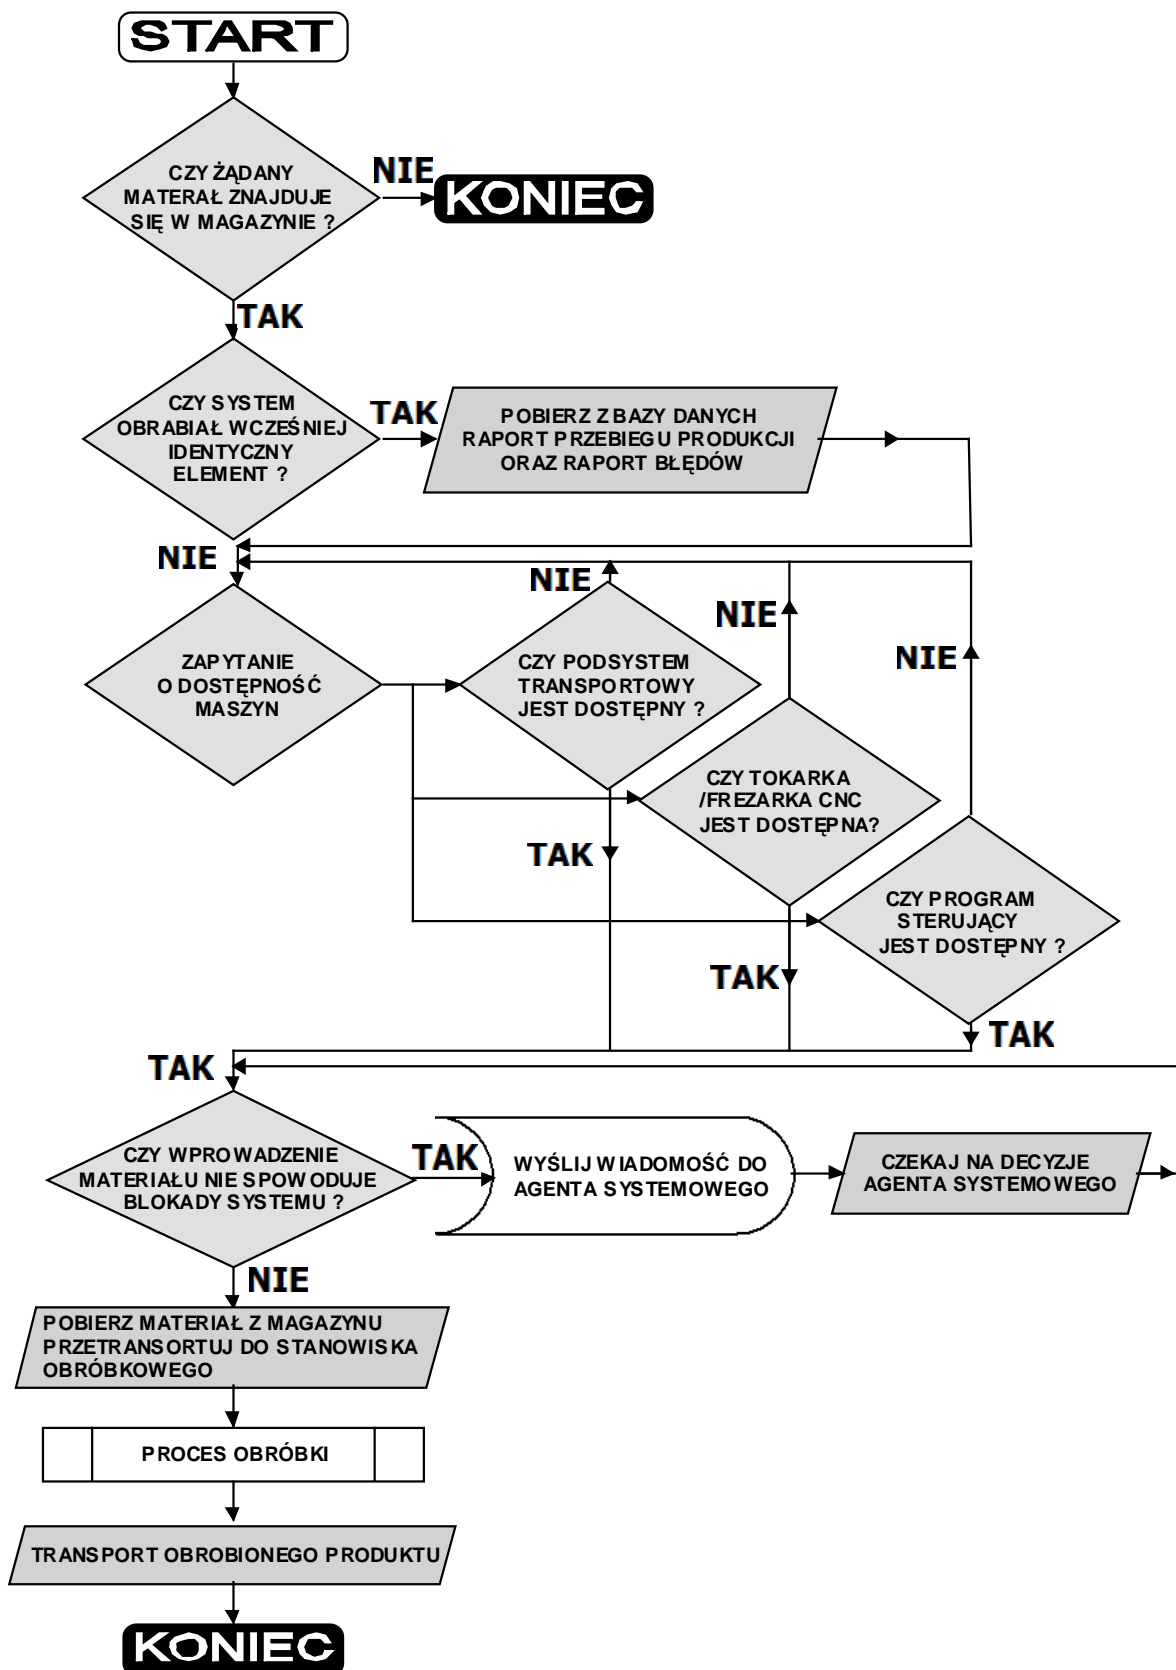 START
CZY ŻĄDANY
MATERAŁ ZNAJDUJE
SIĘ W MAGAZYNIE ?
NIE
KONIEC
TAK
CZY SYSTEM
OBRABIAŁ WCZEŚNIEJ
IDENTYCZNY
ELEMENT ?
TAK
POBIERZ Z BAZY DANYCH
RAPORT PRZEBIEGU PRODUKCJI
ORAZ RAPORT BŁĘDÓW
NIE
ZAPYTANIE
O DOSTĘPNOŚĆ
MASZYN
NIE
CZY PODSYSTEM
TRANSPORTOWY
JEST DOSTĘPNY ?
TAK
NIE
CZY TOKARKA
/FREZARKA CNC
JEST DOSTĘPNA?
TAK
NIE
CZY PROGRAM
STERUJĄCY
JEST DOSTĘPNY ?
TAK
TAK
CZY WPROWADZENIE
MATERIAŁU NIE SPOWODUJE
BLOKADY SYSTEMU ?
TAK
WYŚLIJ WIADOMOŚĆ DO
AGENTA SYSTEMOWEGO
CZEKAJ NA DECYZJE
AGENTA SYSTEMOWEGO
NIE
POBIERZ MATERIAŁ Z MAGAZYNU
PRZETRANSORTUJ DO STANOWISKA
OBRÓBKOWEGO
PROCES OBRÓBKI
TRANSPORT OBROBIONEGO PRODUKTU
KONIEC